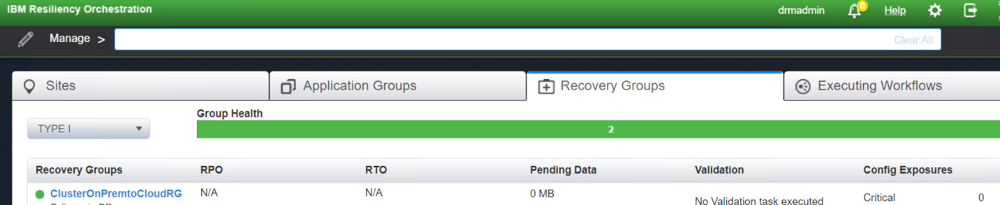 IBM Resiliency Orchestration
drmadmin 0 Help
Manage > Clear All
Sites Application Groups Recovery Groups Executing Workflows
Group Health
TYPE I
2
Recovery Groups RPO RTO Pending Data Validation Config Exposures
ClusterOnPremtoCloudRG N/A N/A 0 MB No Validation task executed Critical 0